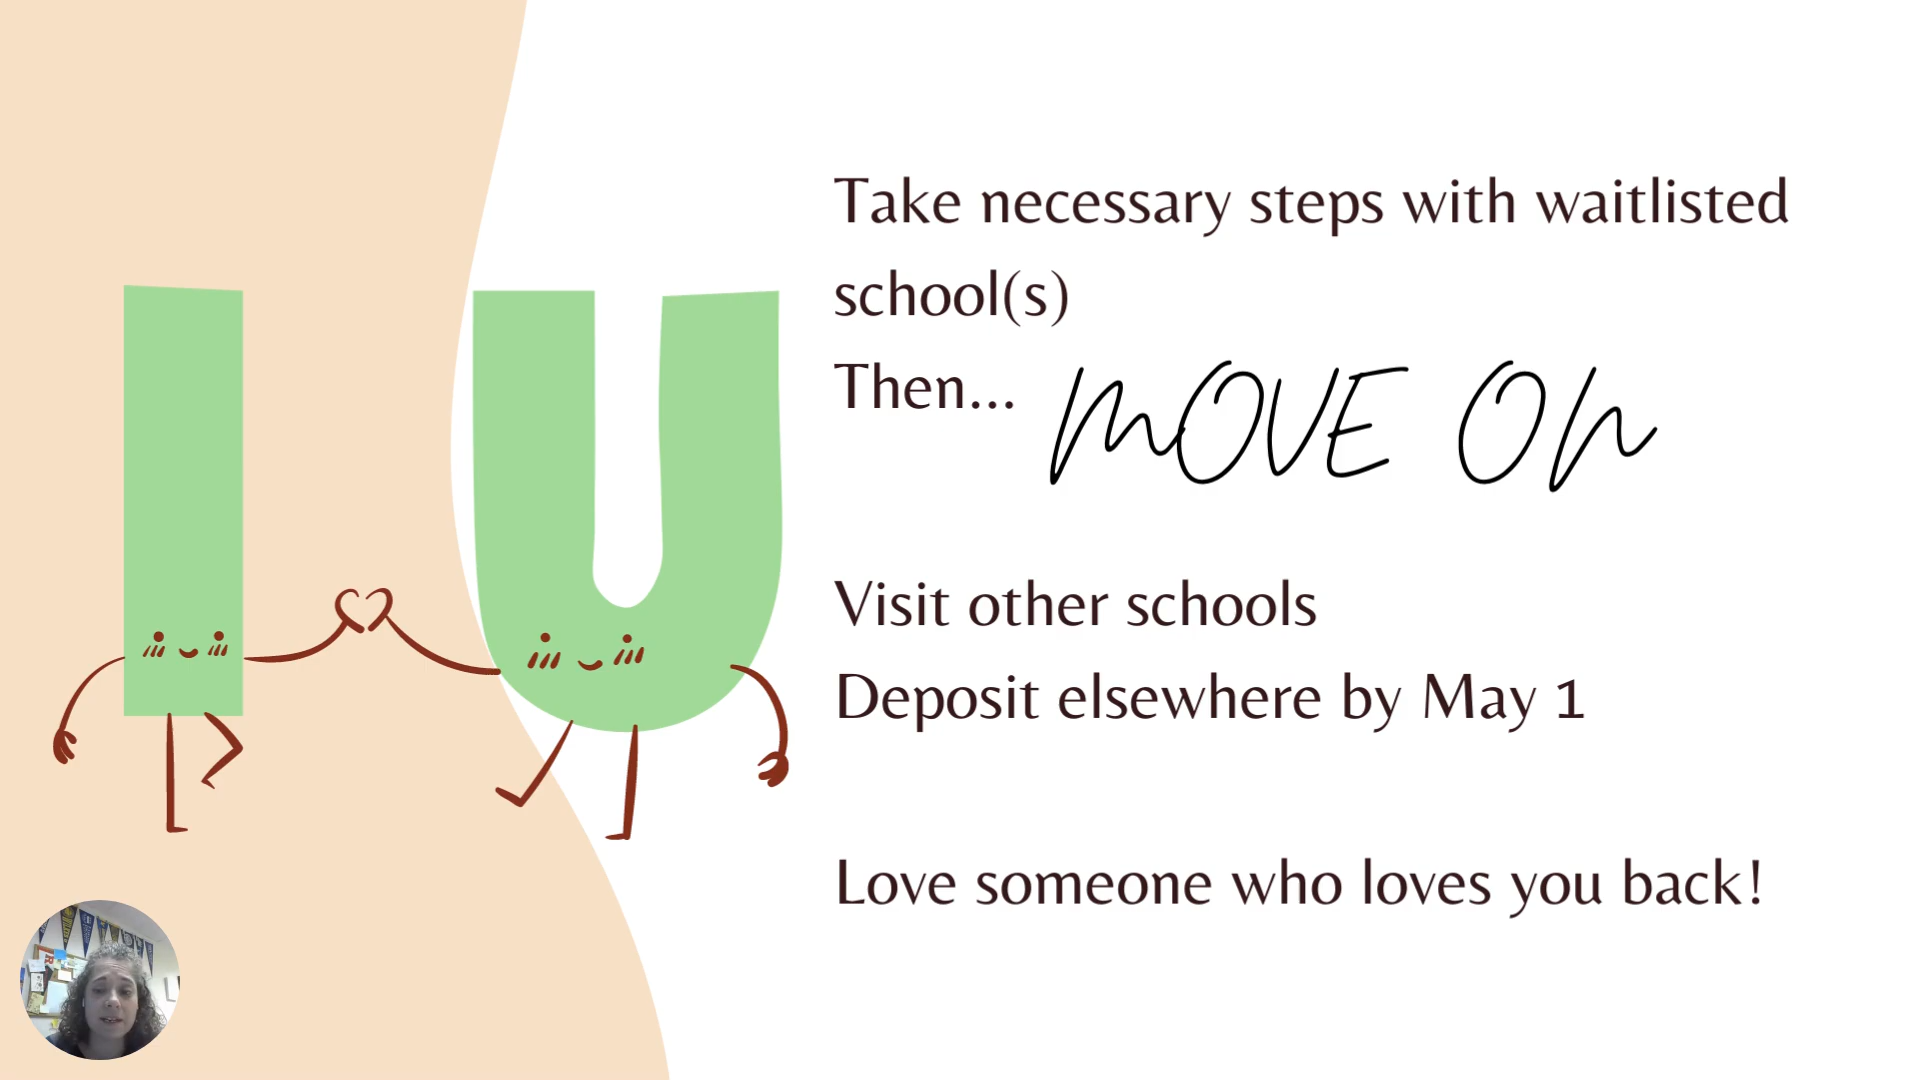 I U
Take necessary steps with waitlisted
school(s)
Then... MOVE ON
Visit other schools
Deposit elsewhere by May 1
Love someone who loves you back!